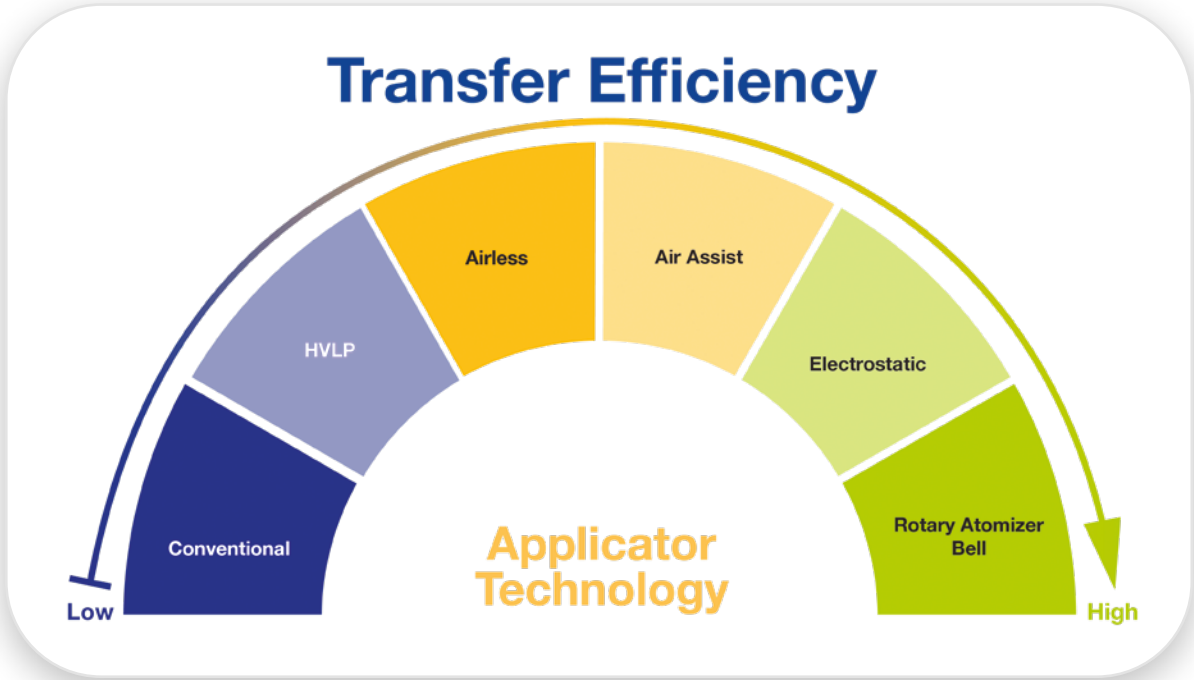 Transfer Efficiency
Airless
Air Assist
HVLP
Electrostatic
Conventional
Rotary Atomizer
Bell
Applicator
Technology
Low
High